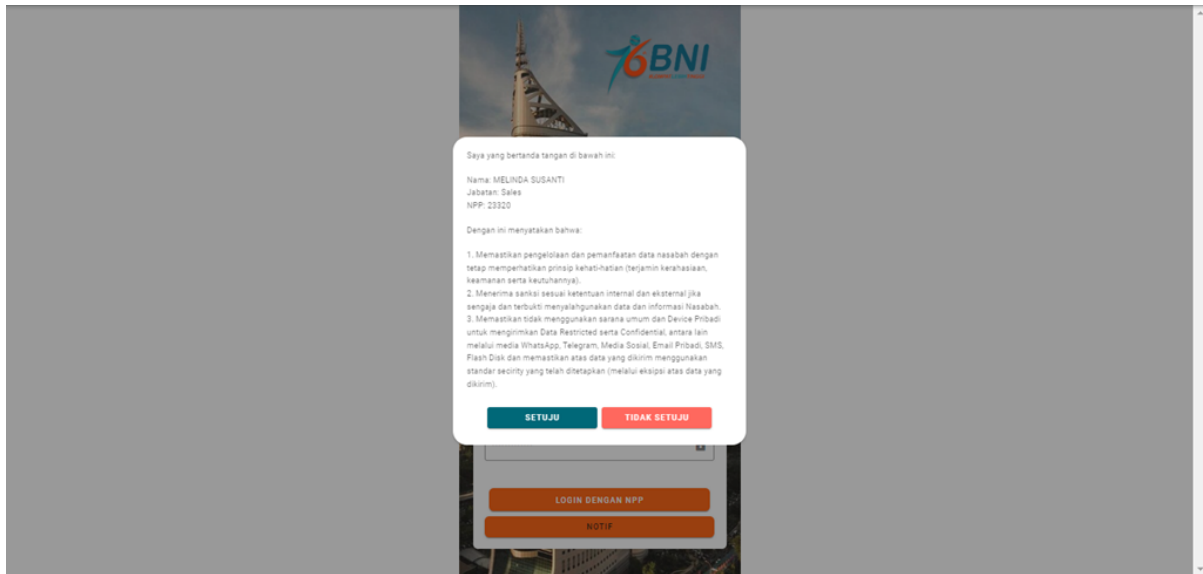 76 BNI
Saya yang bertanda tangan di bawah ini:
Nama: MELINDA SUSANTI
Jabatan: Sales
NPP: 23320
Dengan ini menyatakan bahwa:
1. Memastikan pengelolaan dan pemanfaatan data nasabah dengan
tetap memperhatikan prinsip kehati-hatian (terjamin kerahasiaan,
keamanan serta keutuhannya).
2. Menerima sanksi sesuai ketentuan internal dan eksternal jika
sengaja dan terbukti menyalahgunakan data dan informasi Nasabah.
3. Memastikan tidak menggunakan sarana umum dan Device Pribadi
untuk mengirimkan Data Restricted serta Confidential, antara lain
melalui media WhatsApp, Telegram, Media Sosial, Email Pribadi, SMS,
Flash Disk dan memastikan atas data yang dikirim menggunakan
standar secirity yang telah ditetapkan (melalui eksipsi atas data yang
dikirim).
SETUJU TIDAK SETUJU
LOGIN DENGAN NPP
NOTIF